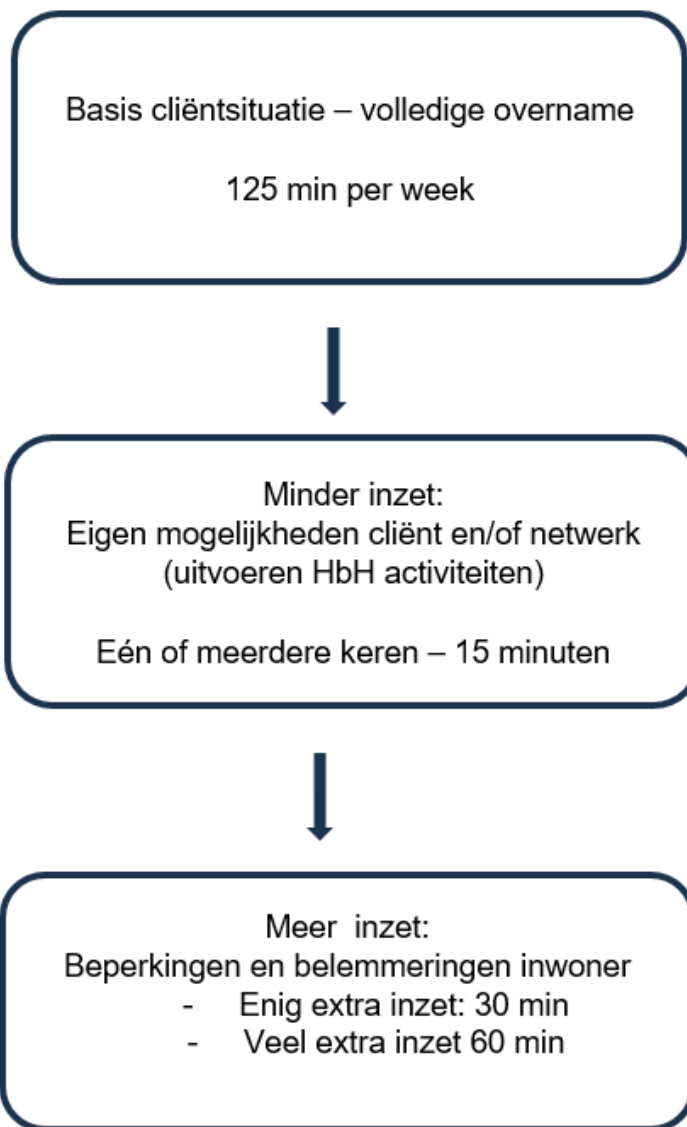 Basis cliëntsituatie – volledige overname
125 min per week
Minder inzet:
Eigen mogelijkheden cliënt en/of netwerk
(uitvoeren HbH activiteiten)
Eén of meerdere keren – 15 minuten
Meer inzet:
Beperkingen en belemmeringen inwoner
- Enig extra inzet: 30 min
- Veel extra inzet 60 min